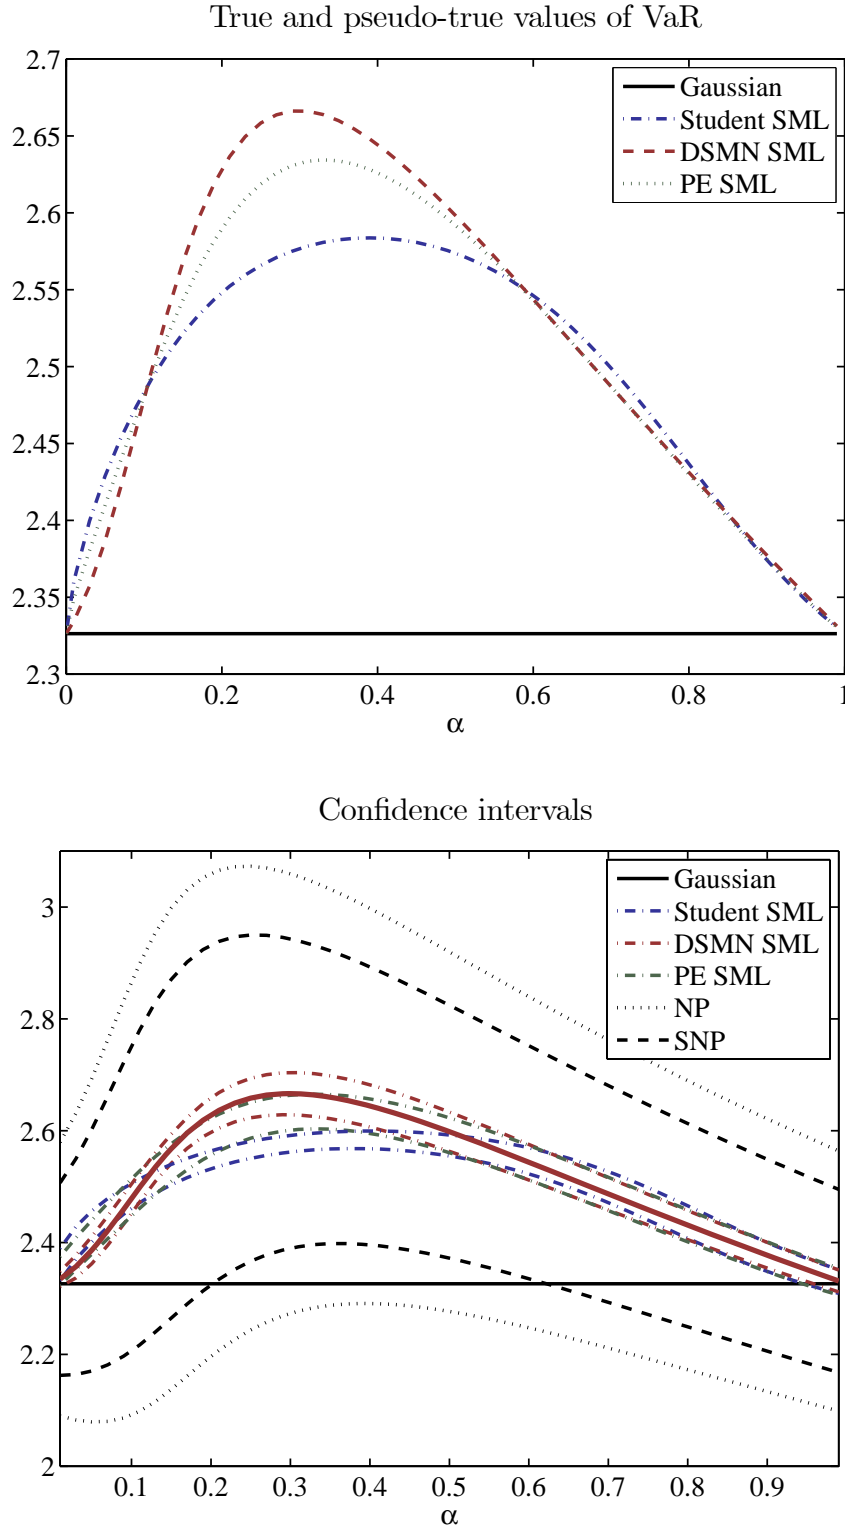 True and pseudo-true values of VaR
2.7
2.65
2.6
2.55
2.5
2.45
2.4
2.35
2.3
Gaussian
Student SML
DSMN SML
PE SML
0 0.2 0.4 0.6 0.8 1
α
Confidence intervals
3
2.8
2.6
2.4
2.2
2
Gaussian
Student SML
DSMN SML
PE SML
NP
SNP
0.1 0.2 0.3 0.4 0.5 0.6 0.7 0.8 0.9
α